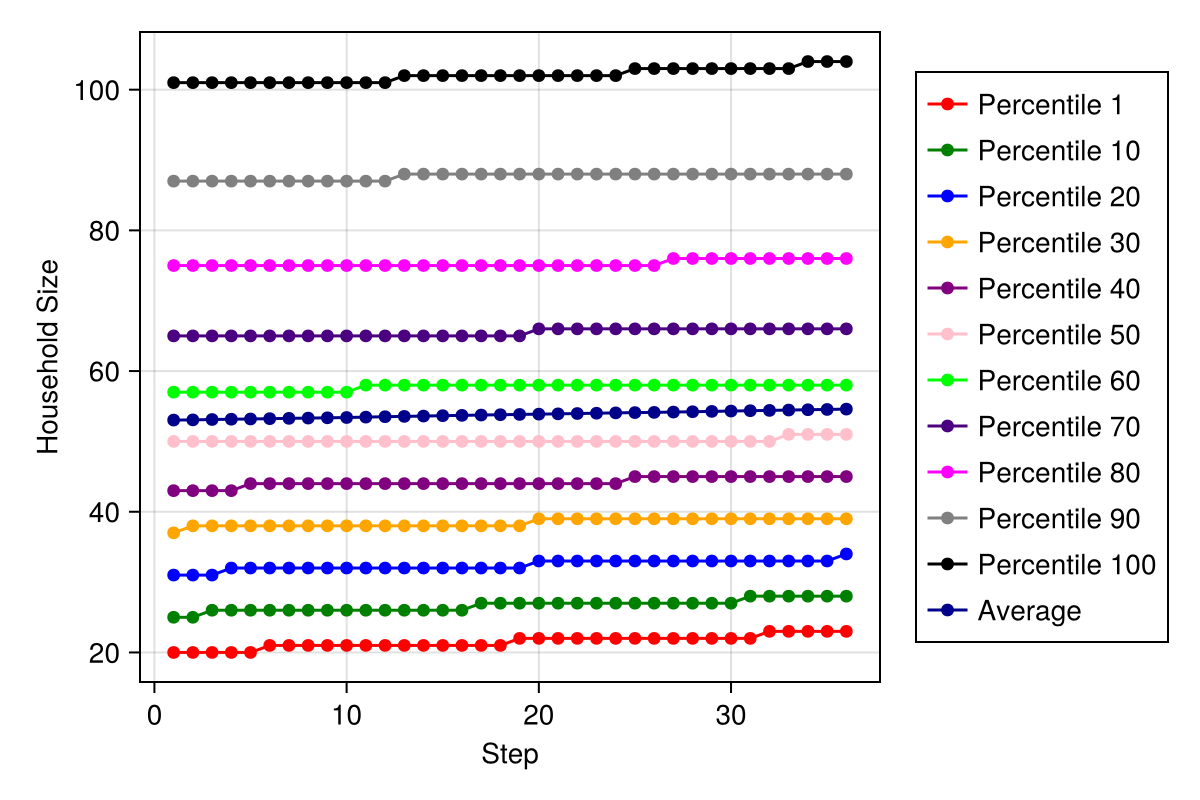 100
80
60
40
20
Household Size
0 10 20 30
Step
Percentile 1
Percentile 10
Percentile 20
Percentile 30
Percentile 40
Percentile 50
Percentile 60
Percentile 70
Percentile 80
Percentile 90
Percentile 100
Average